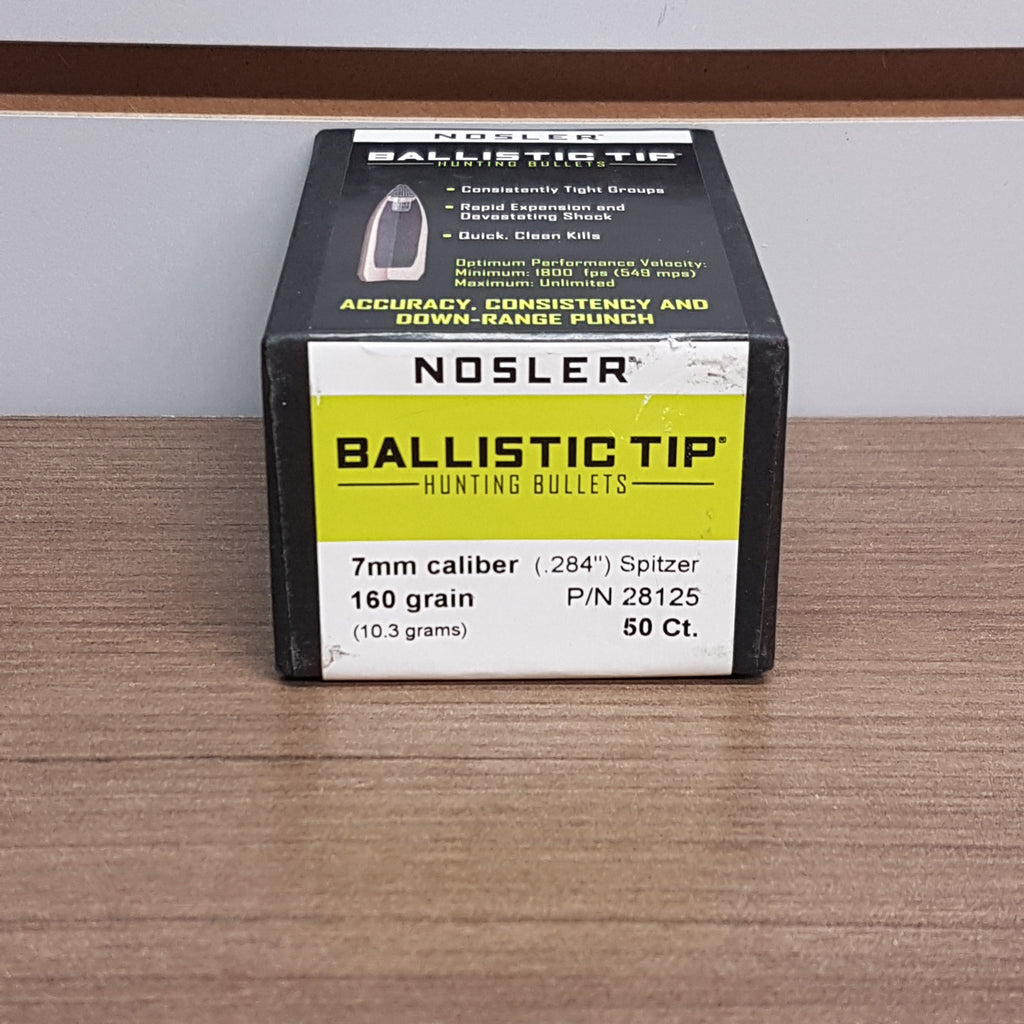 NOSLER®
BALLISTIC TIP™
HUNTING BULLETS
- Consistently Tight Groups
- Rapid Expansion and
Devastating Shock
- Quick, Clean Kills
Optimum Performance Velocity:
Minimum: 1800 fps (549 mps)
Maximum: Unlimited
ACCURACY, CONSISTENCY AND
DOWN-RANGE PUNCH
NOSLER®
BALLISTIC TIP®
HUNTING BULLETS
7mm caliber (.284") Spitzer
160 grain P/N 28125
(10.3 grams) 50 Ct.